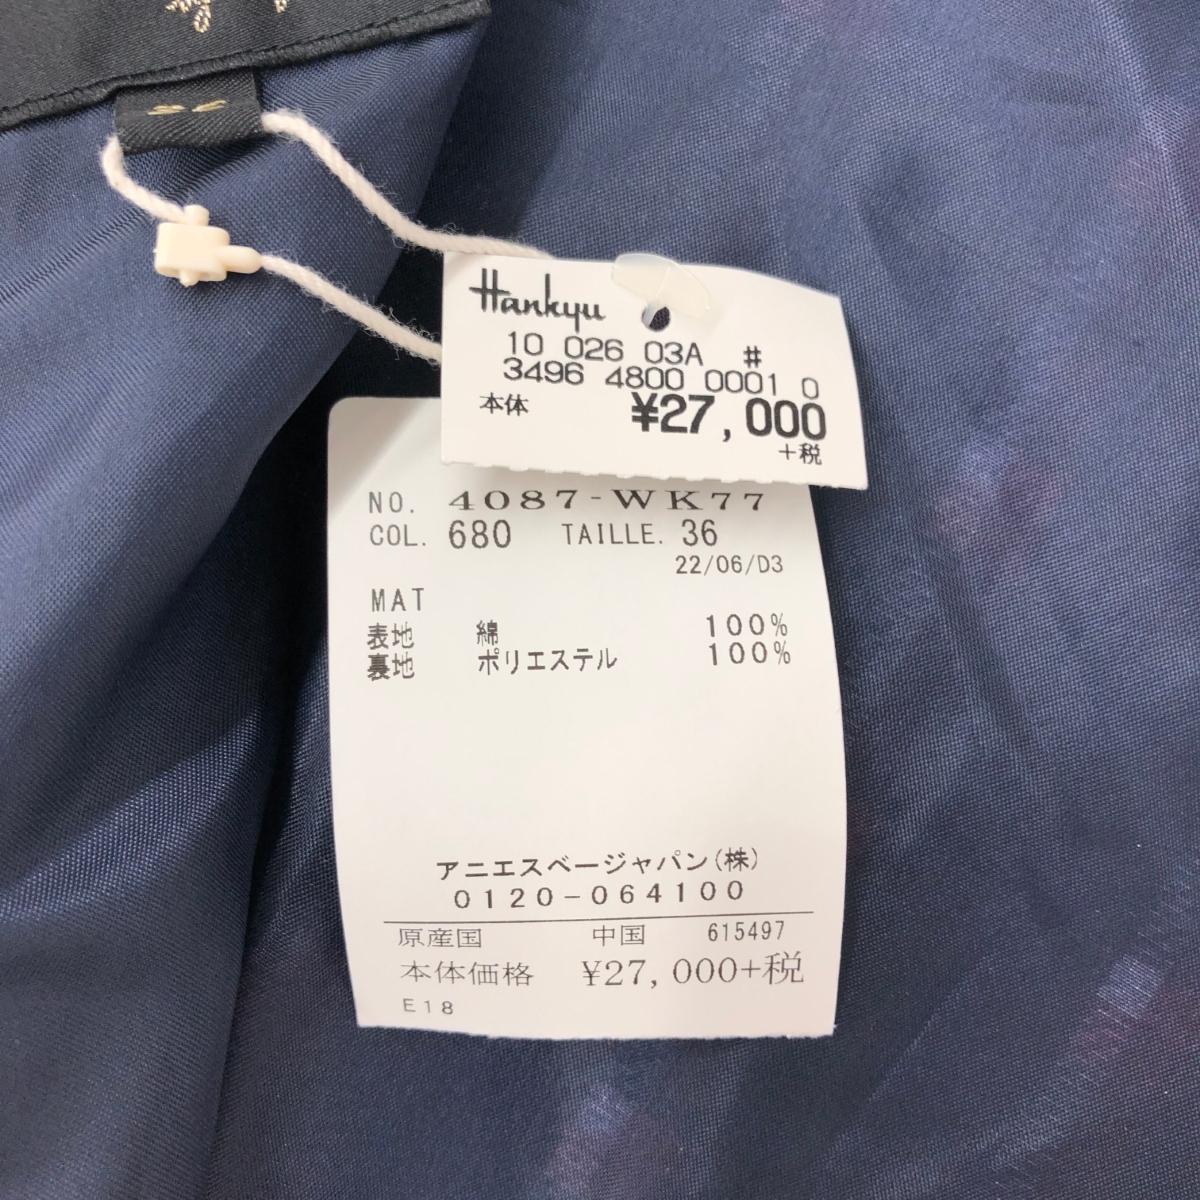 36
Hankyu
10 026 03A #
3496 4800 0001 0
本体 ¥27,000
+税
NO. 4087-WK77
COL. 680 TAILLE. 36
22/06/D3
MAT
表地 綿 100%
裏地 ポリエステル 100%
アニエスベージャパン(株)
0120-064100
原産国 中国 615497
本体価格 ¥27,000+税
E18